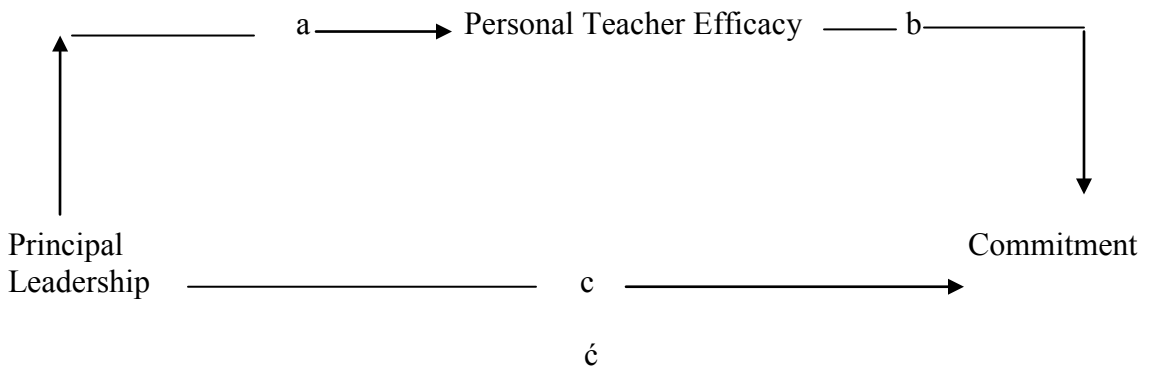 a Personal Teacher Efficacy b
Principal
Leadership
Commitment
c
ć